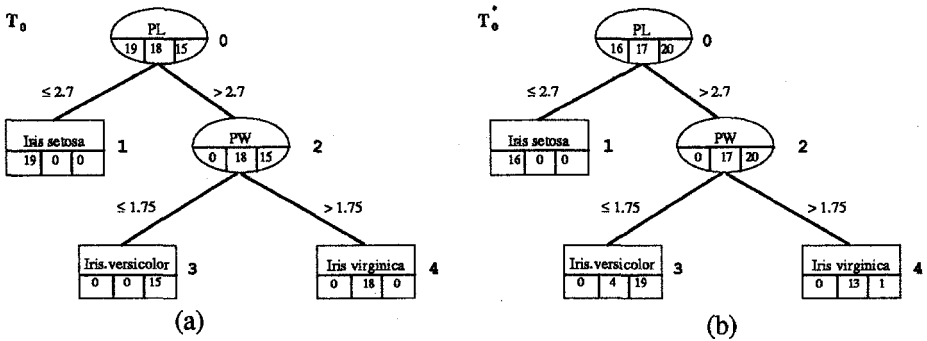 T0
PL
19 18 15
0
≤ 2.7
> 2.7
Iris setosa
19 0 0
1
PW
0 18 15
2
≤ 1.75
> 1.75
Iris.versicolor
0 0 15
3
Iris virginica
0 18 0
4
(a)
T0*
PL
16 17 20
0
≤ 2.7
> 2.7
Iris setosa
16 0 0
1
PW
0 17 20
2
≤ 1.75
> 1.75
Iris.versicolor
0 4 19
3
Iris virginica
0 13 1
4
(b)